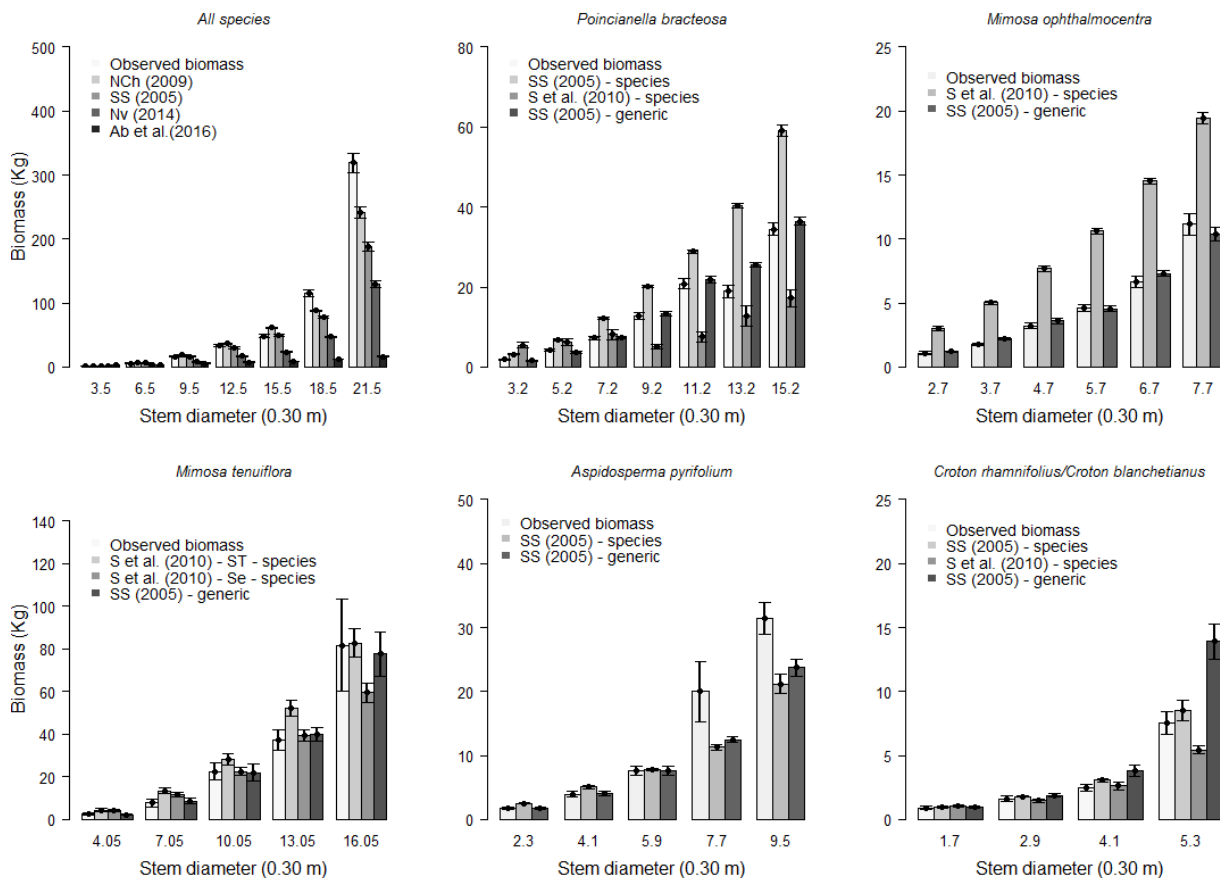 All species
Biomass (Kg)
500
400
300
200
100
0
Observed biomass
NCh (2009)
SS (2005)
Nv (2014)
Ab et al.(2016)
3.5 6.5 9.5 12.5 15.5 18.5 21.5
Stem diameter (0.30 m)
Poincianella bracteosa
80
60
40
20
0
Observed biomass
SS (2005) - species
S et al. (2010) - species
SS (2005) - generic
3.2 5.2 7.2 9.2 11.2 13.2 15.2
Stem diameter (0.30 m)
Mimosa ophthalmocentra
25
20
15
10
5
0
Observed biomass
S et al. (2010) - species
SS (2005) - generic
2.7 3.7 4.7 5.7 6.7 7.7
Stem diameter (0.30 m)
Mimosa tenuiflora
Biomass (Kg)
140
120
100
80
60
40
20
0
Observed biomass
S et al. (2010) - ST - species
S et al. (2010) - Se - species
SS (2005) - generic
4.05 7.05 10.05 13.05 16.05
Stem diameter (0.30 m)
Aspidosperma pyrifolium
50
40
30
20
10
0
Observed biomass
SS (2005) - species
SS (2005) - generic
2.3 4.1 5.9 7.7 9.5
Stem diameter (0.30 m)
Croton rhamnifolius/Croton blanchetianus
25
20
15
10
5
0
Observed biomass
SS (2005) - species
S et al. (2010) - species
SS (2005) - generic
1.7 2.9 4.1 5.3
Stem diameter (0.30 m)